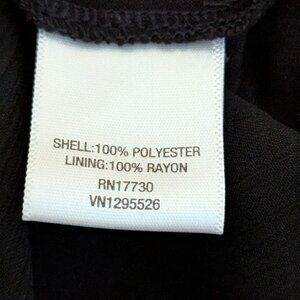 SHELL:100% POLYESTER
LINING:100% RAYON
RN17730
VN1295526